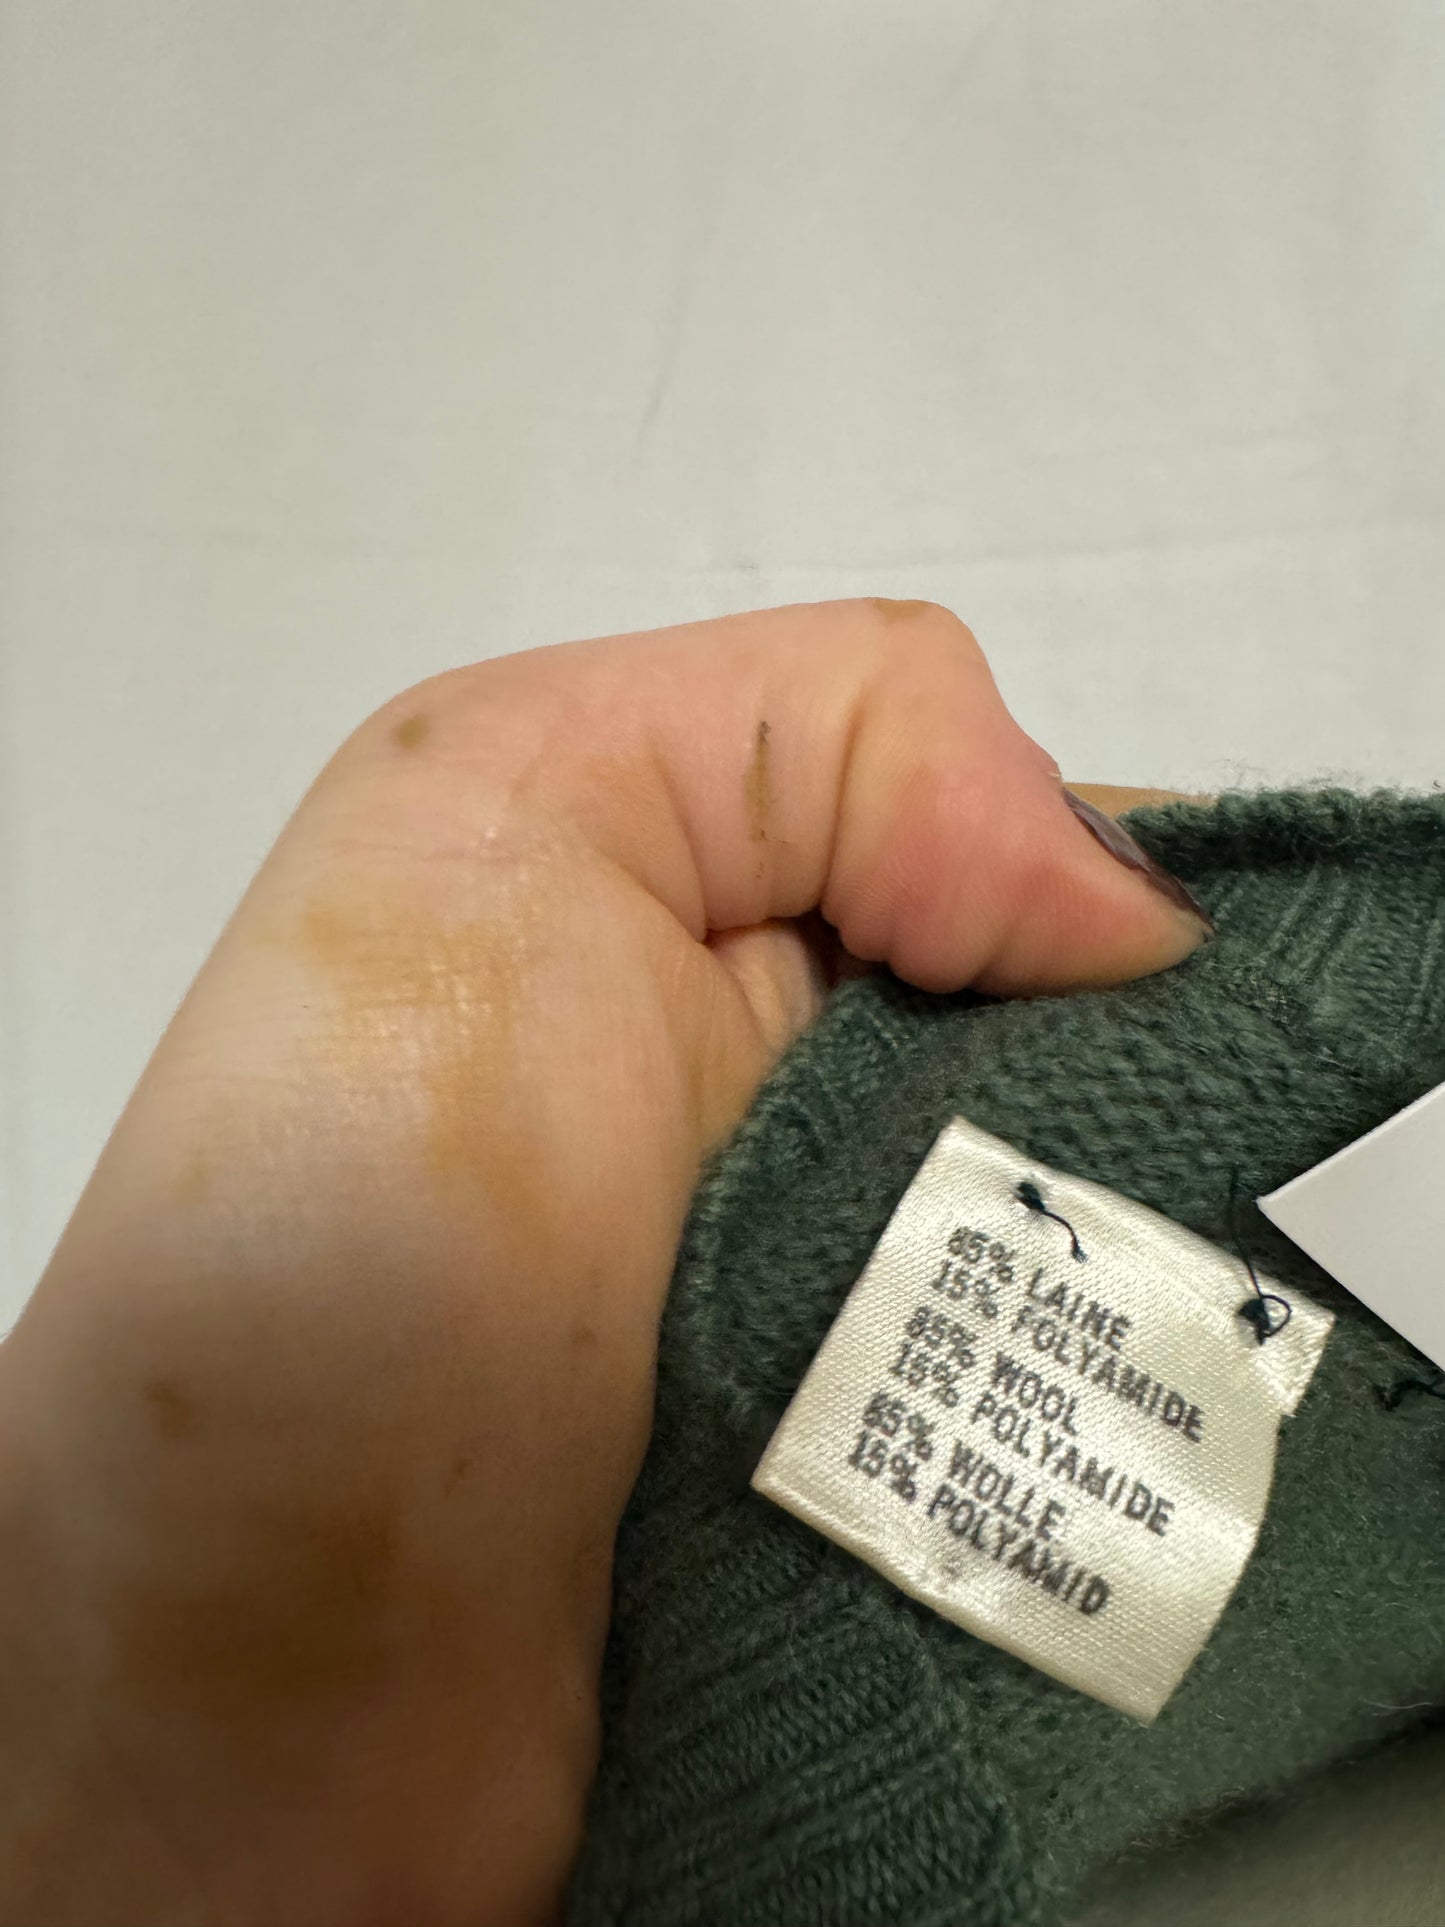 85% LAINE
15% POLYAMIDE
85% WOOL
15% POLYAMIDE
85% WOLLE
15% POLYAMID